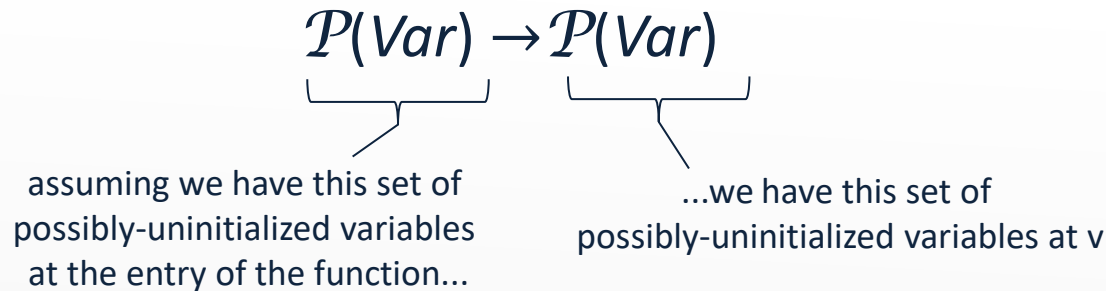 𝒫(Var) → 𝒫(Var)
assuming we have this set of
possibly-uninitialized variables
at the entry of the function...
...we have this set of
possibly-uninitialized variables at v